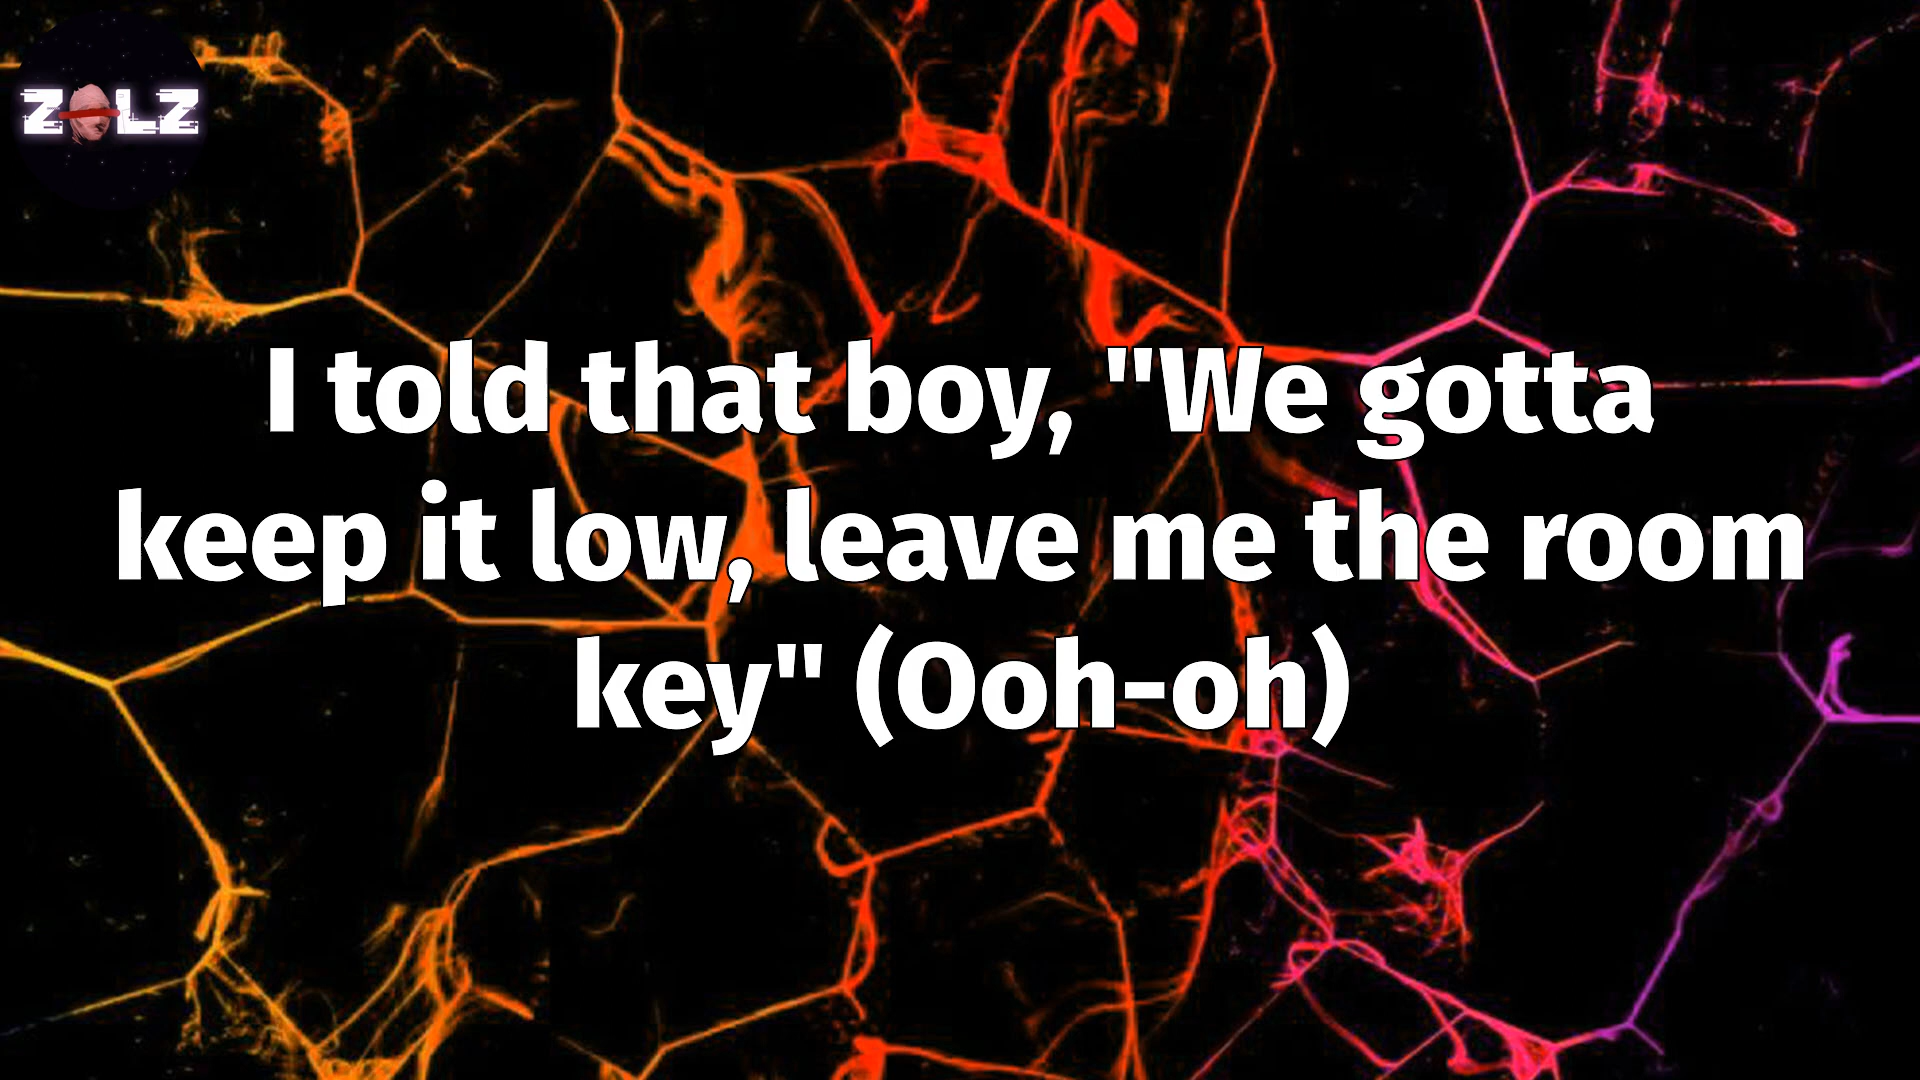 ZOLZ
I told that boy, "We gotta
keep it low, leave me the room
key" (Ooh-oh)